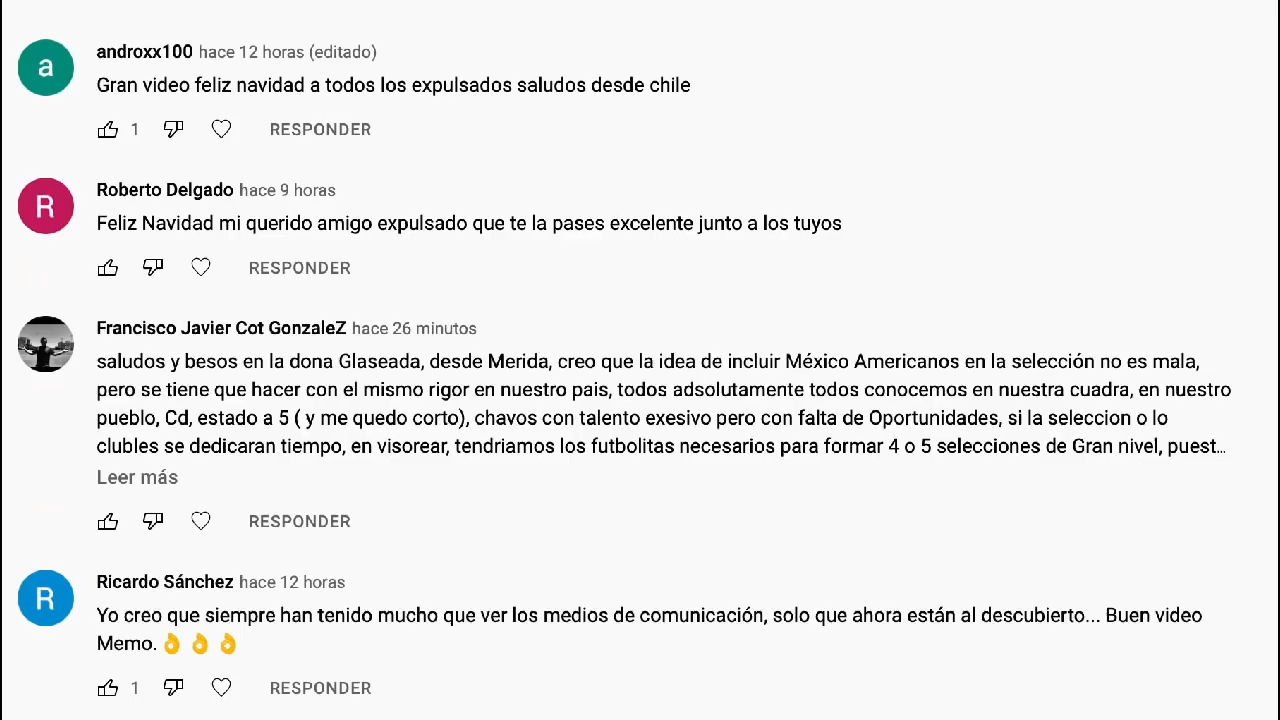 a
androxx100 hace 12 horas (editado)
Gran video feliz navidad a todos los expulsados saludos desde chile
1 RESPONDER
R
Roberto Delgado hace 9 horas
Feliz Navidad mi querido amigo expulsado que te la pases excelente junto a los tuyos
RESPONDER
Francisco Javier Cot GonzaleZ hace 26 minutos
saludos y besos en la dona Glaseada, desde Merida, creo que la idea de incluir México Americanos en la selección no es mala,
pero se tiene que hacer con el mismo rigor en nuestro pais, todos adsolutamente todos conocemos en nuestra cuadra, en nuestro
pueblo, Cd, estado a 5 ( y me quedo corto), chavos con talento exesivo pero con falta de Oportunidades, si la seleccion o lo
clubles se dedicaran tiempo, en visorear, tendriamos los futbolitas necesarios para formar 4 o 5 selecciones de Gran nivel, puest...
Leer más
RESPONDER
R
Ricardo Sánchez hace 12 horas
Yo creo que siempre han tenido mucho que ver los medios de comunicación, solo que ahora están al descubierto... Buen video
Memo. 👌 👌 👌
1 RESPONDER